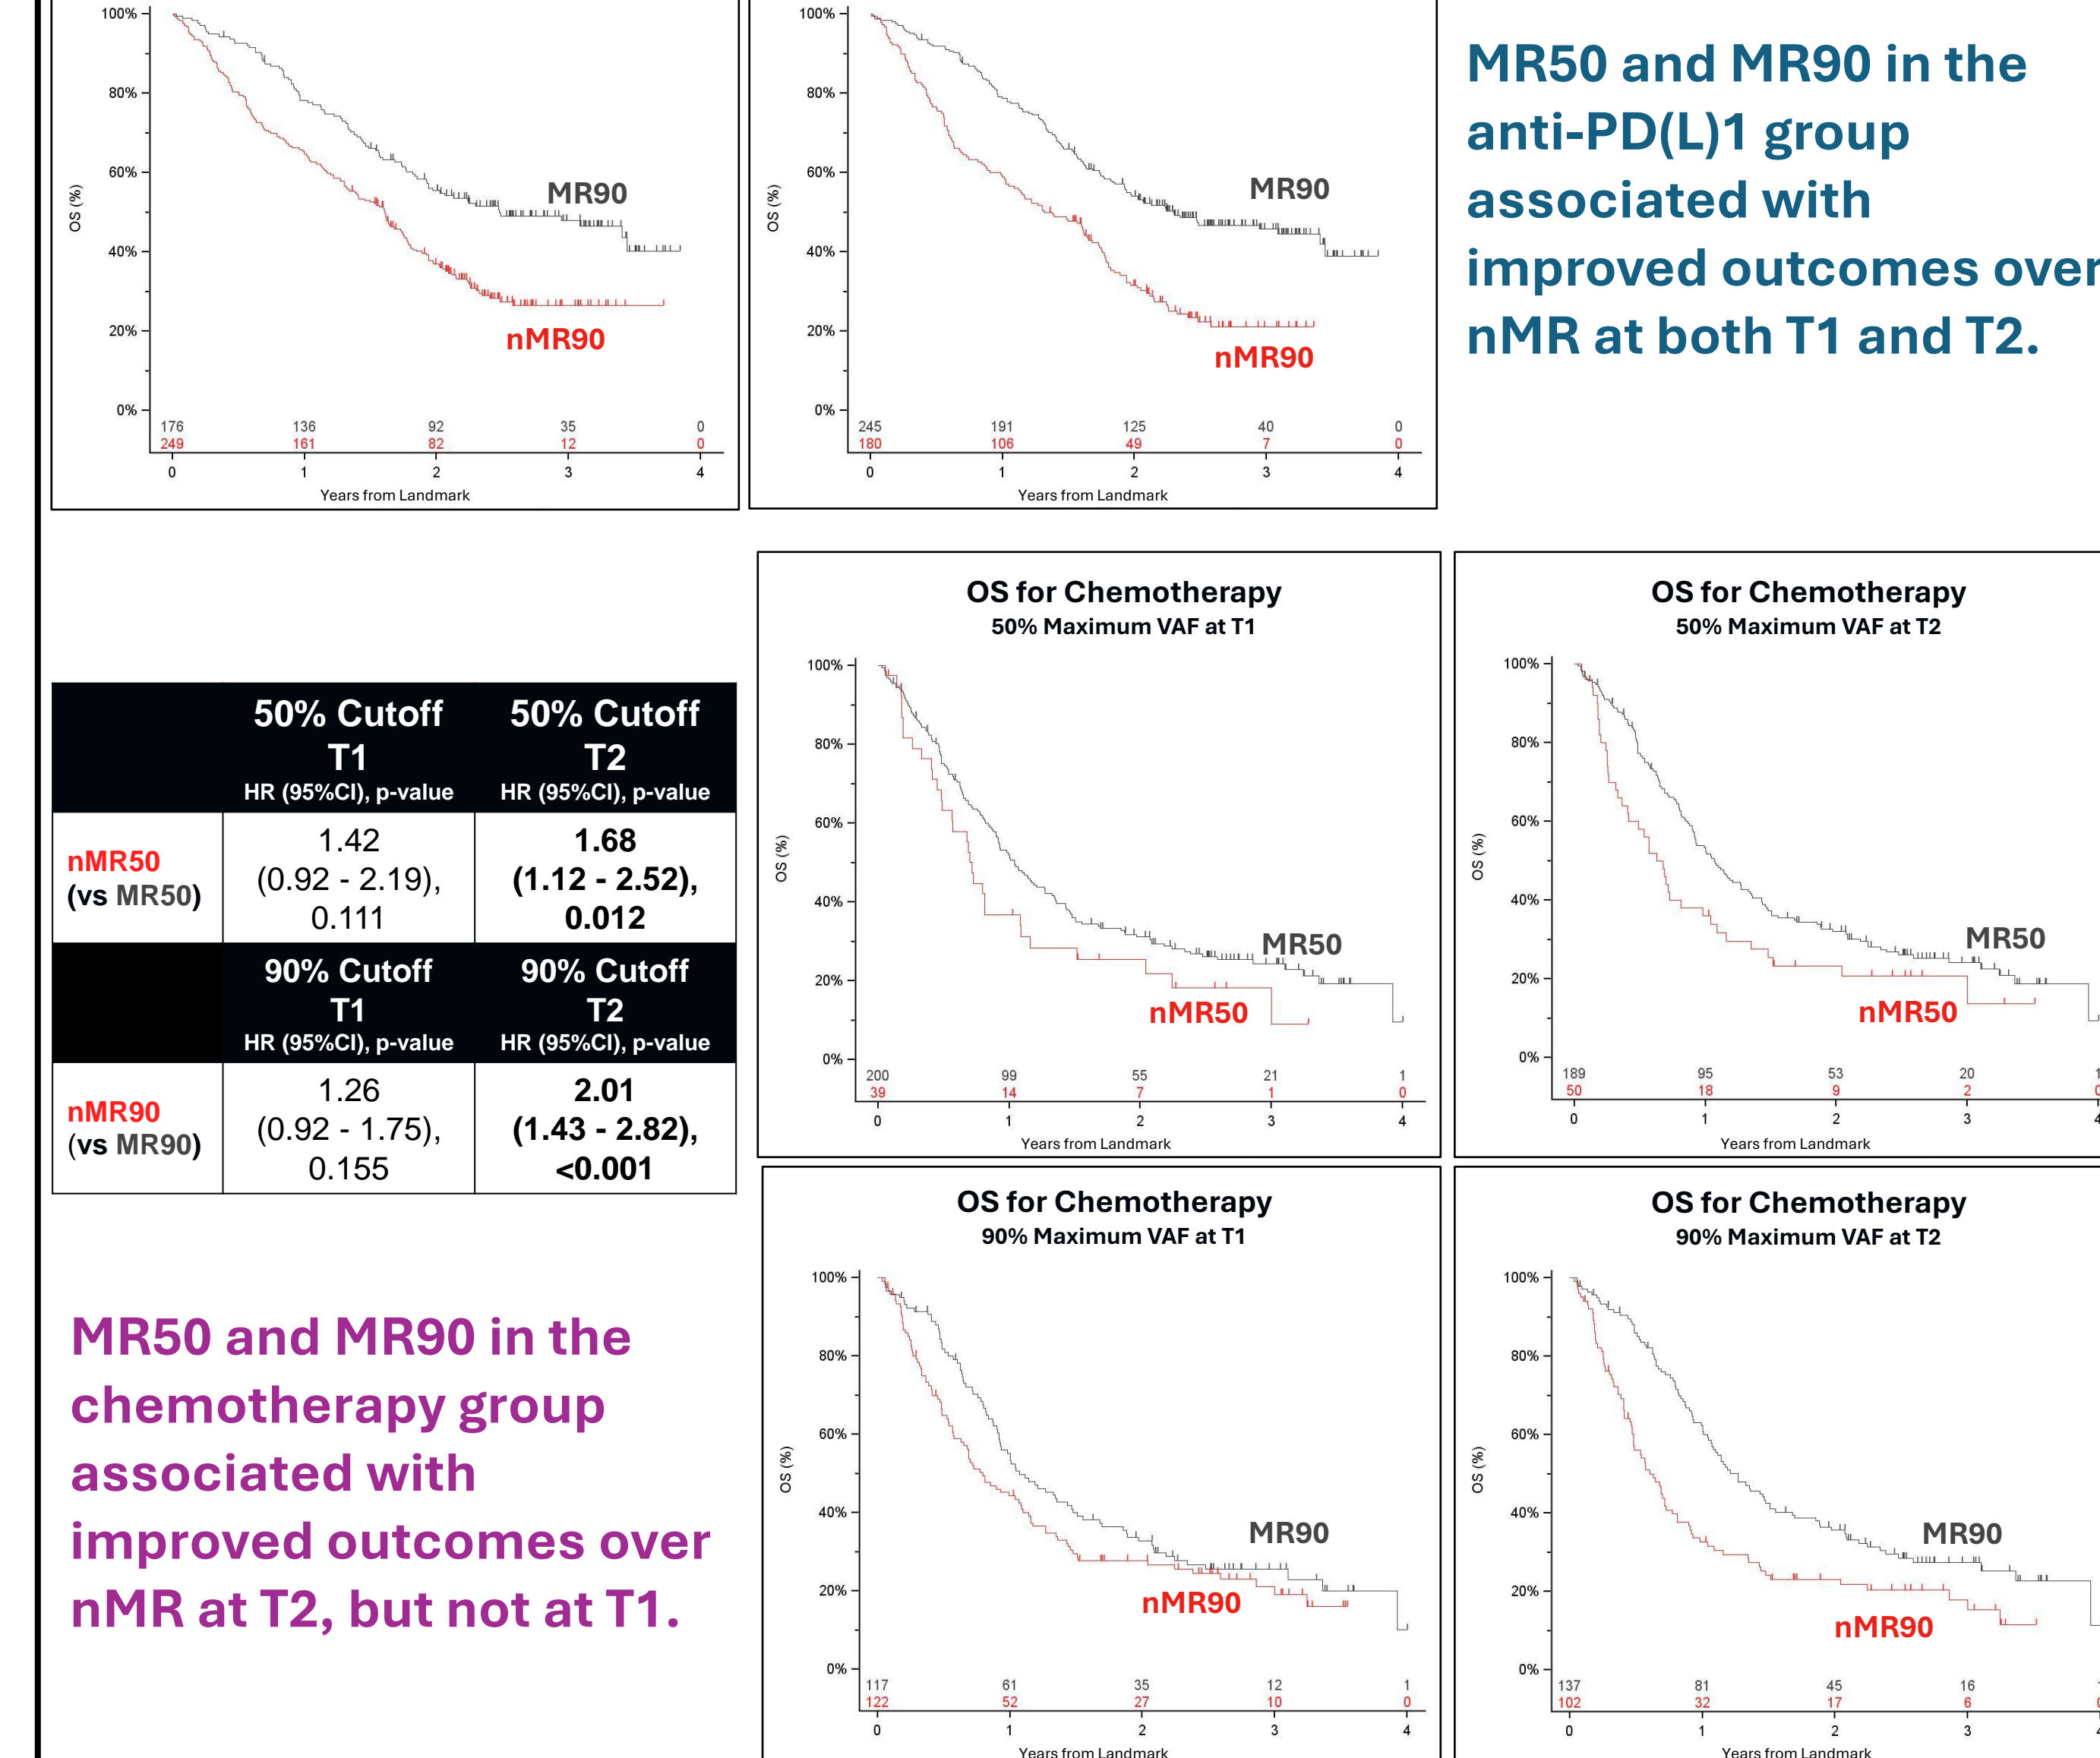 100%
80%
60%
40%
20%
0%
OS (%)
MR90
nMR90
176 136 92 35 0
249 161 82 12 0
0 1 2 3 4
Years from Landmark
100%
80%
60%
40%
20%
0%
OS (%)
MR90
nMR90
245 191 125 40 0
180 106 49 7 0
0 1 2 3 4
Years from Landmark
MR50 and MR90 in the
anti-PD(L)1 group
associated with
improved outcomes over
nMR at both T1 and T2.
50% Cutoff T1 HR (95%CI), p-value
50% Cutoff T2 HR (95%CI), p-value
nMR50 (vs MR50)
1.42 (0.92 - 2.19), 0.111
1.68 (1.12 - 2.52), 0.012
90% Cutoff T1 HR (95%CI), p-value
90% Cutoff T2 HR (95%CI), p-value
nMR90 (vs MR90)
1.26 (0.92 - 1.75), 0.155
2.01 (1.43 - 2.82), <0.001
MR50 and MR90 in the
chemotherapy group
associated with
improved outcomes over
nMR at T2, but not at T1.
OS for Chemotherapy
50% Maximum VAF at T1
100%
80%
60%
40%
20%
0%
OS (%)
MR50
nMR50
200 99 55 21 1
39 14 7 1 0
0 1 2 3 4
Years from Landmark
OS for Chemotherapy
50% Maximum VAF at T2
100%
80%
60%
40%
20%
0%
OS (%)
MR50
nMR50
189 95 53 20 1
50 18 9 2 0
0 1 2 3 4
Years from Landmark
OS for Chemotherapy
90% Maximum VAF at T1
100%
80%
60%
40%
20%
0%
OS (%)
MR90
nMR90
117 61 35 12 1
122 52 27 10 0
0 1 2 3 4
Years from Landmark
OS for Chemotherapy
90% Maximum VAF at T2
100%
80%
60%
40%
20%
0%
OS (%)
MR90
nMR90
137 81 45 16
102 32 17 6
0 1 2 3 4
Years from Landmark